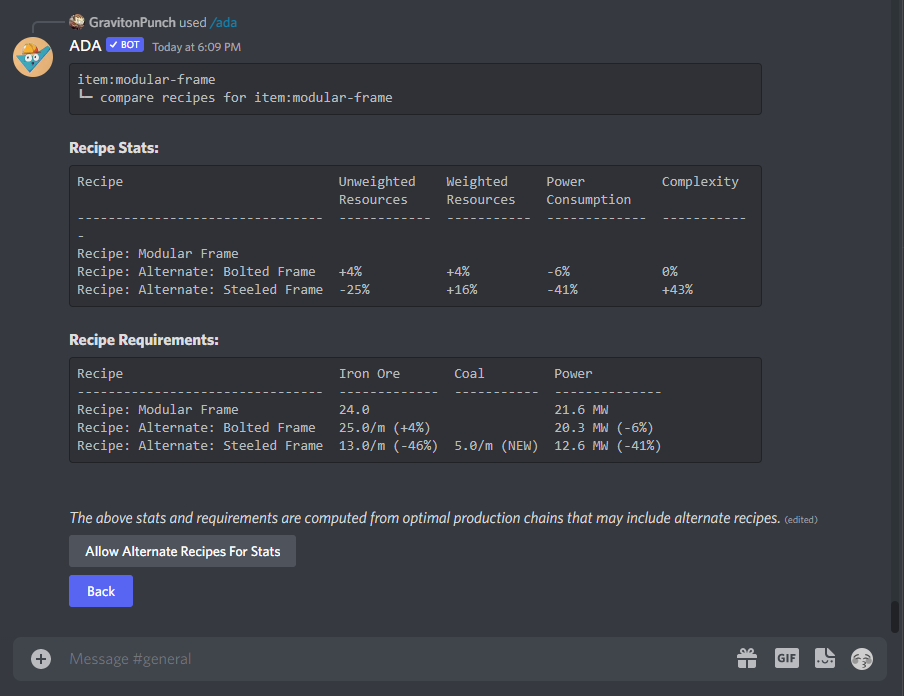 GravitonPunch used /ada
ADA ✓ BOT Today at 6:09 PM
item:modular-frame
└─ compare recipes for item:modular-frame
Recipe Stats:
Recipe Unweighted Weighted Power Complexity
Resources Resources Consumption
-------------------------------- ------------ ----------- ------------- -----------
-
Recipe: Modular Frame
Recipe: Alternate: Bolted Frame +4% +4% -6% 0%
Recipe: Alternate: Steeled Frame -25% +16% -41% +43%
Recipe Requirements:
Recipe Iron Ore Coal Power
-------------------------------- ------------- ----------- --------------
Recipe: Modular Frame 24.0 21.6 MW
Recipe: Alternate: Bolted Frame 25.0/m (+4%) 20.3 MW (-6%)
Recipe: Alternate: Steeled Frame 13.0/m (-46%) 5.0/m (NEW) 12.6 MW (-41%)
The above stats and requirements are computed from optimal production chains that may include alternate recipes. (edited)
Allow Alternate Recipes For Stats
Back
Message #general
GIF